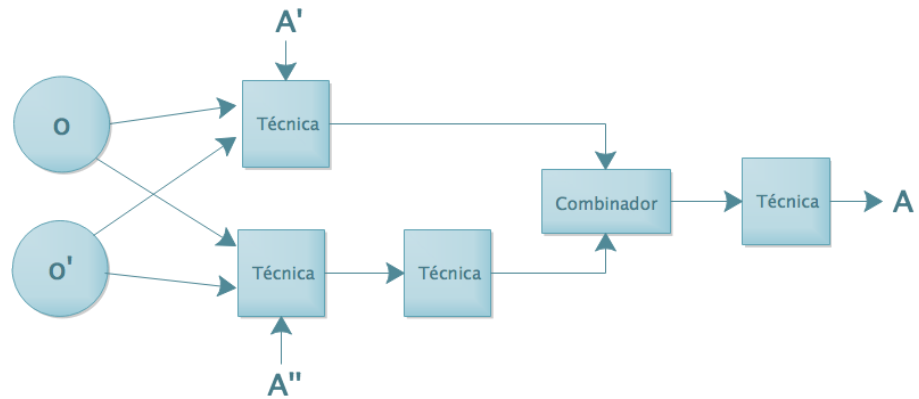 A'
o
Técnica
Combinador
Técnica
A
o'
Técnica
Técnica
A''